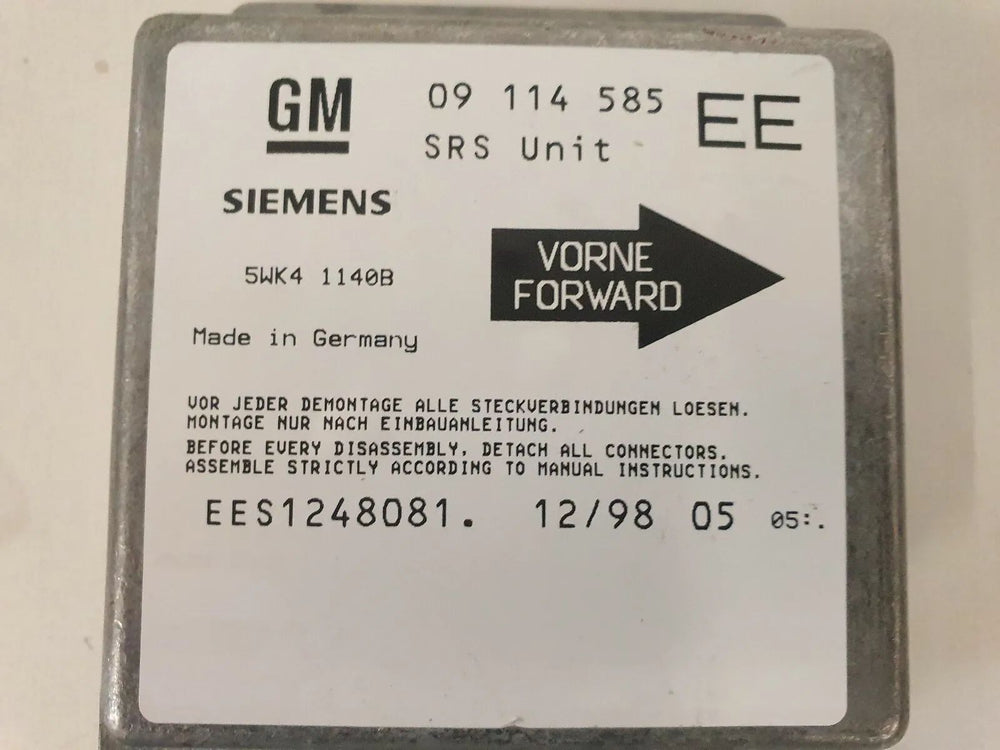 GM
09 114 585 EE
SRS Unit
SIEMENS
VORNE
FORWARD
5WK4 1140B
Made in Germany
VOR JEDER DEMONTAGE ALLE STECKVERBINDUNGEN LOESEN.
MONTAGE NUR NACH EINBAUANLEITUNG.
BEFORE EVERY DISASSEMBLY, DETACH ALL CONNECTORS.
ASSEMBLE STRICTLY ACCORDING TO MANUAL INSTRUCTIONS.
EES1248081. 12/98 05 05:.